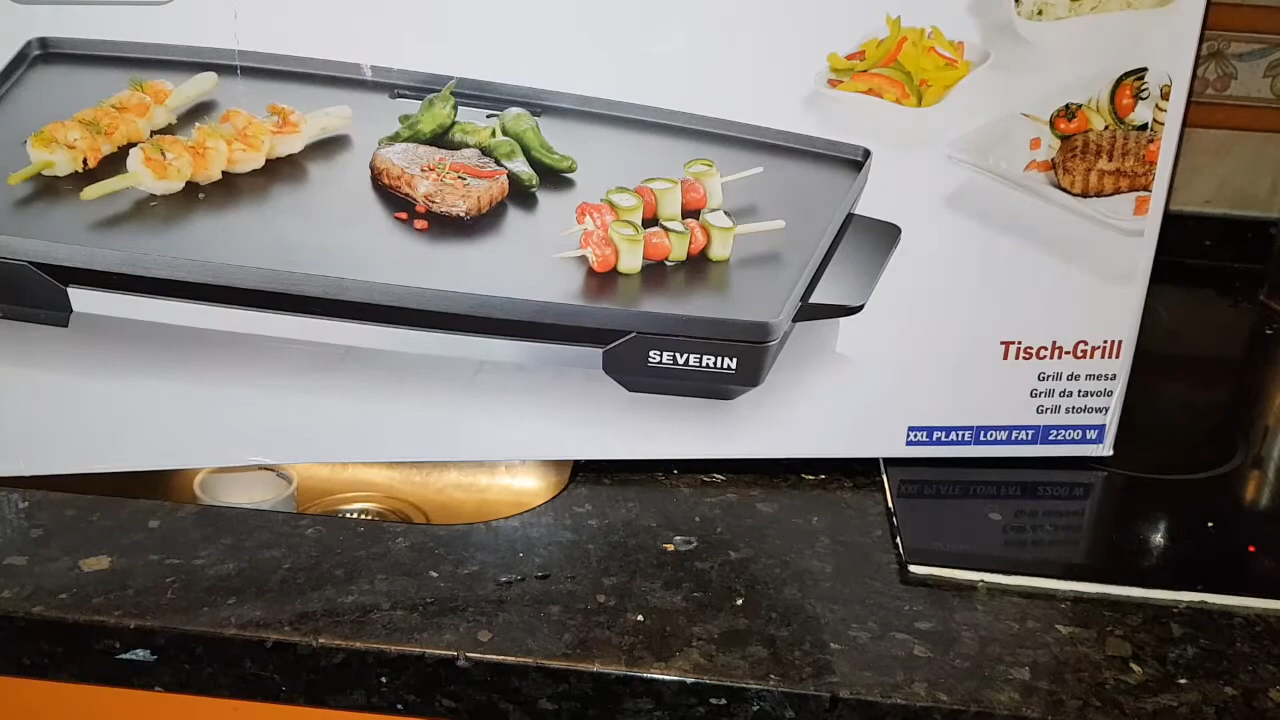 SEVERIN
Tisch-Grill
Grill de mesa
Grill da tavolo
Grill stołowy
XXL PLATE LOW FAT 2200 W